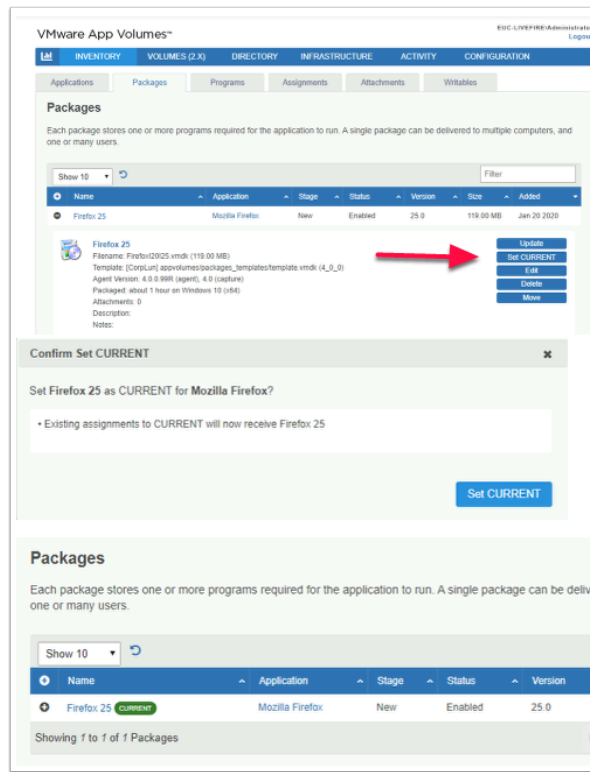 VMware App Volumes™
EUC-LIVEFIRE\Administrato
Logou
INVENTORY VOLUMES (2.X) DIRECTORY INFRASTRUCTURE ACTIVITY CONFIGURATION
Applications Packages Programs Assignments Attachments Writables
Packages
Each package stores one or more programs required for the application to run. A single package can be delivered to multiple computers, and
one or many users.
Show 10 Filter
Name Application Stage Status Version Size Added
Firefox 25 Mozilla Firefox New Enabled 25.0 119.00 MB Jan 20 2020
Firefox 25
Filename: Firefox!20!25.vmdk (119.00 MB)
Template: [CorpLun] appvolumes/packages_templates/template.vmdk (4_0_0)
Agent Version: 4.0.0.99R (agent), 4.0 (capture)
Packaged: about 1 hour on Windows 10 (x64)
Attachments: 0
Description:
Notes:
Update
Set CURRENT
Edit
Delete
Move
Confirm Set CURRENT
Set Firefox 25 as CURRENT for Mozilla Firefox?
• Existing assignments to CURRENT will now receive Firefox 25
Set CURRENT
Packages
Each package stores one or more programs required for the application to run. A single package can be deliv
one or many users.
Show 10
Name Application Stage Status Version
Firefox 25 CURRENT Mozilla Firefox New Enabled 25.0
Showing 1 to 1 of 1 Packages